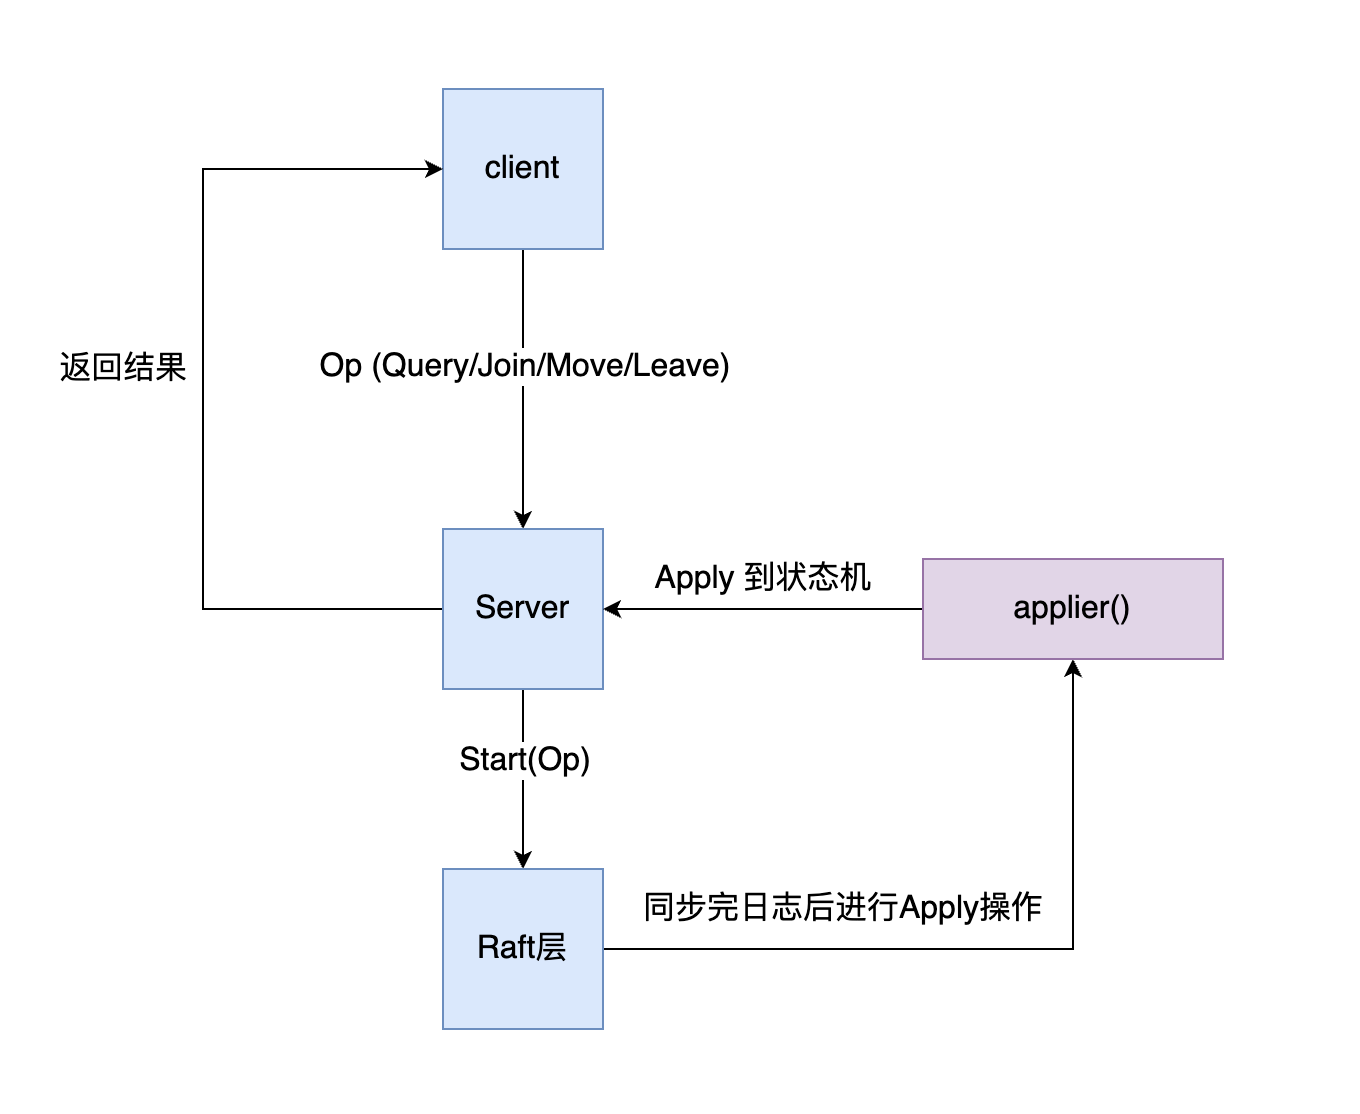 client
返回结果
Op (Query/Join/Move/Leave)
Apply 到状态机
Server
applier()
Start(Op)
同步完日志后进行Apply操作
Raft层